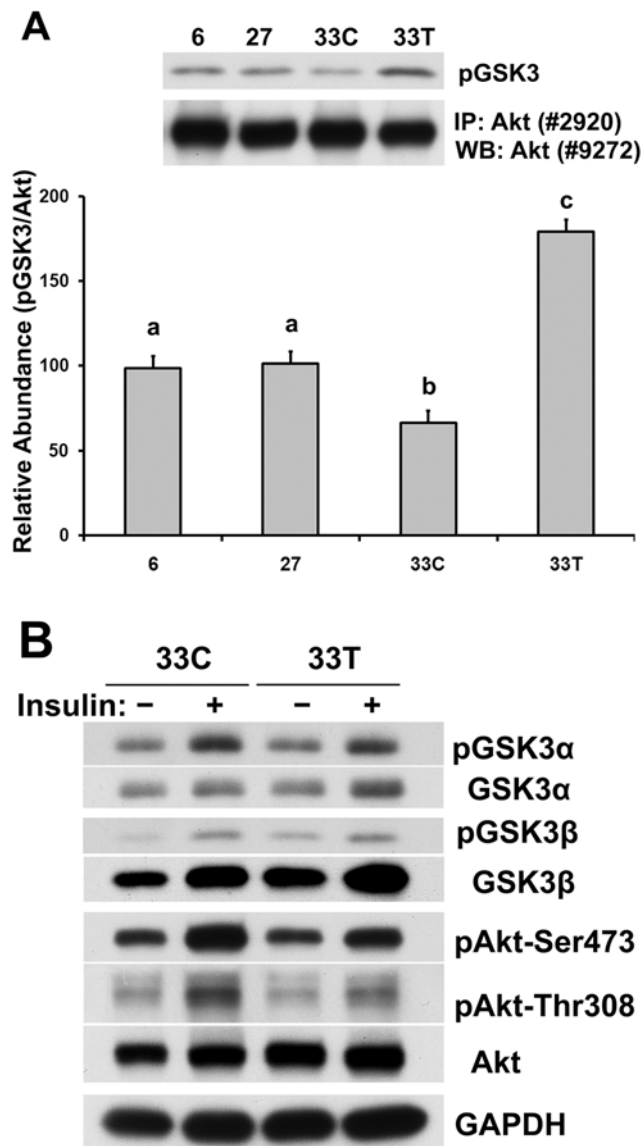 A
6 27 33C 33T
pGSK3
IP: Akt (#2920)
WB: Akt (#9272)
Relative Abundance (pGSK3/Akt)
200
150
100
50
0
a
a
b
c
6 27 33C 33T
B
33C 33T
Insulin: − + − +
pGSK3α
GSK3α
pGSK3β
GSK3β
pAkt-Ser473
pAkt-Thr308
Akt
GAPDH